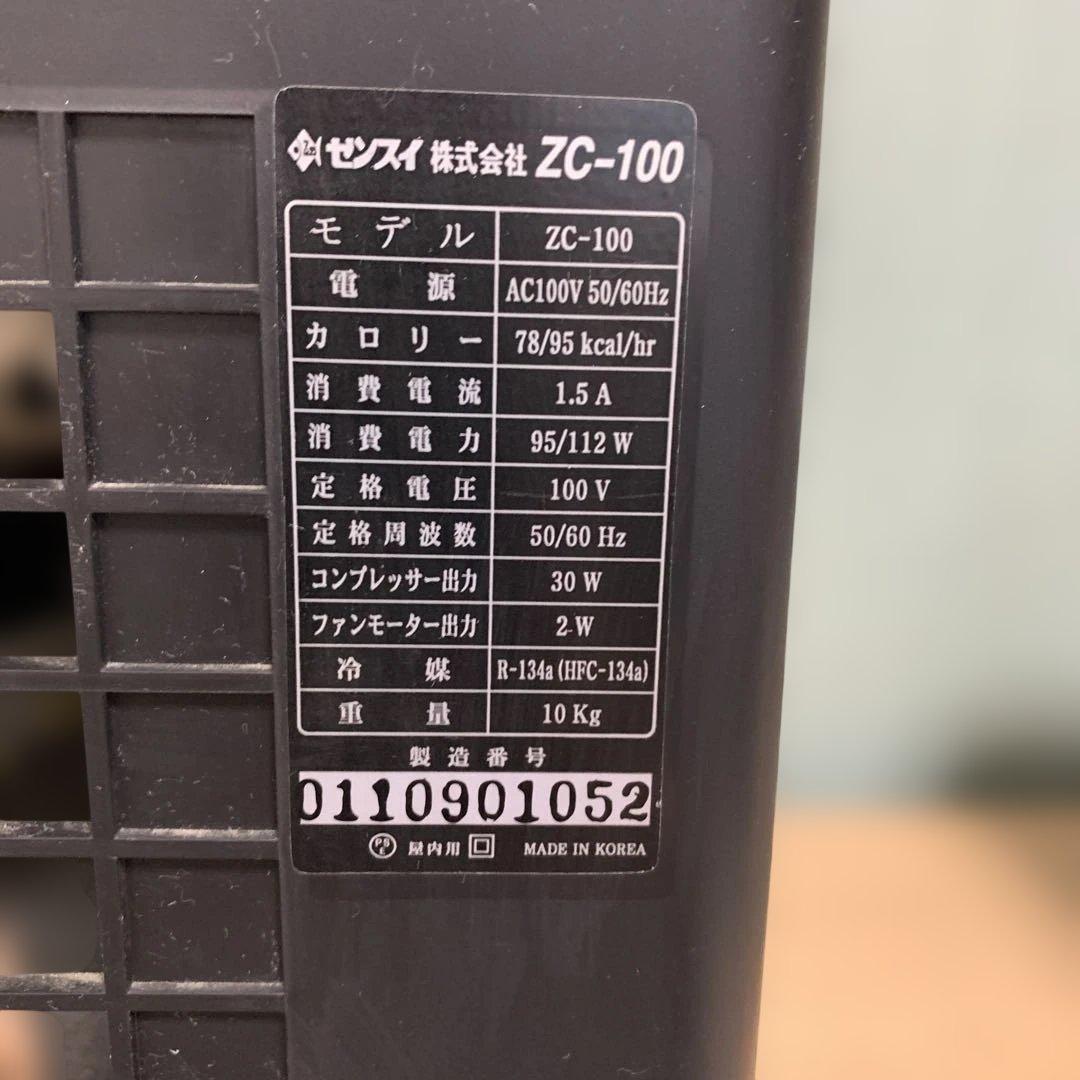 ゼンスイ 株式会社 ZC-100
モデル ZC-100
電源 AC100V 50/60Hz
カロリー 78/95 kcal/hr
消費電流 1.5 A
消費電力 95/112 W
定格電圧 100 V
定格周波数 50/60 Hz
コンプレッサー出力 30 W
ファンモーター出力 2 W
冷媒 R-134a (HFC-134a)
重量 10 Kg
製造番号
0110901052
PS E 屋内用 MADE IN KOREA